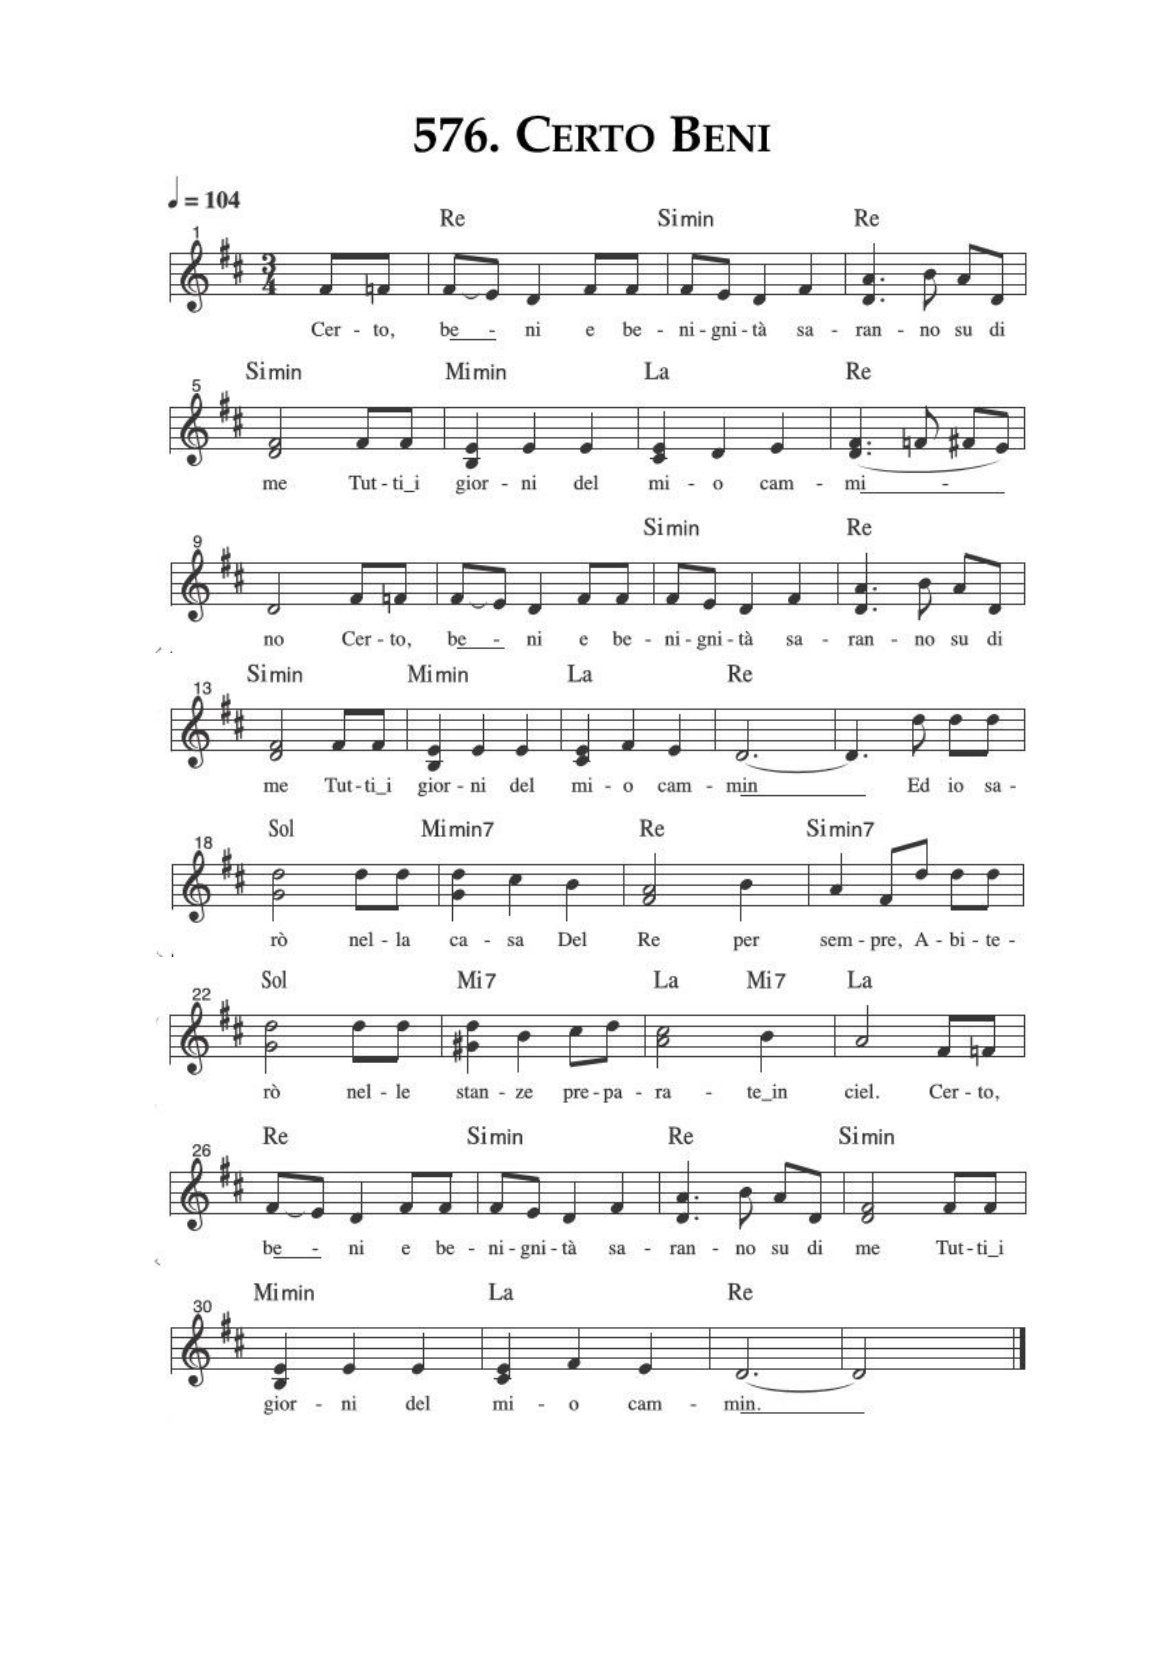 576. CERTO BENI
♩= 104
Re Simin Re
1
3
4
Cer - to, be - ni e be - ni - gni - tà sa - ran - no su di
Simin Mimin La Re
5
me Tut - ti_i gior - ni del mi - o cam - mi -
Simin Re
9
no Cer - to, be - ni e be - ni - gni - tà sa - ran - no su di
Simin Mimin La Re
13
me Tut - ti_i gior - ni del mi - o cam - min Ed io sa -
Sol Mimin7 Re Simin7
18
rò nel - la ca - sa Del Re per sem - pre, A - bi - te -
Sol Mi7 La Mi7 La
22
rò nel - le stan - ze pre - pa - ra - te_in ciel. Cer - to,
Re Simin Re Simin
26
be - ni e be - ni - gni - tà sa - ran - no su di me Tut - ti_i
Mimin La Re
30
gior - ni del mi - o cam - min.